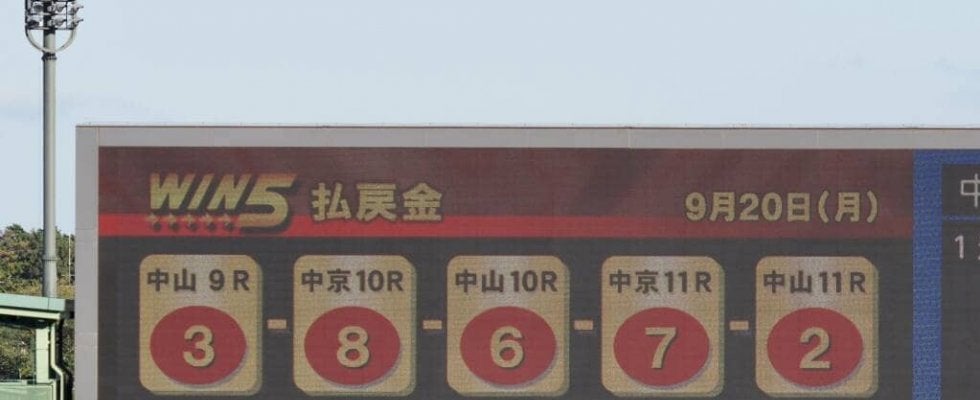 WIN5 払戻金 9月20日(月)
中山 9R 中京10R 中山10R 中京11R 中山11R
3 - 8 - 6 - 7 - 2
中
1